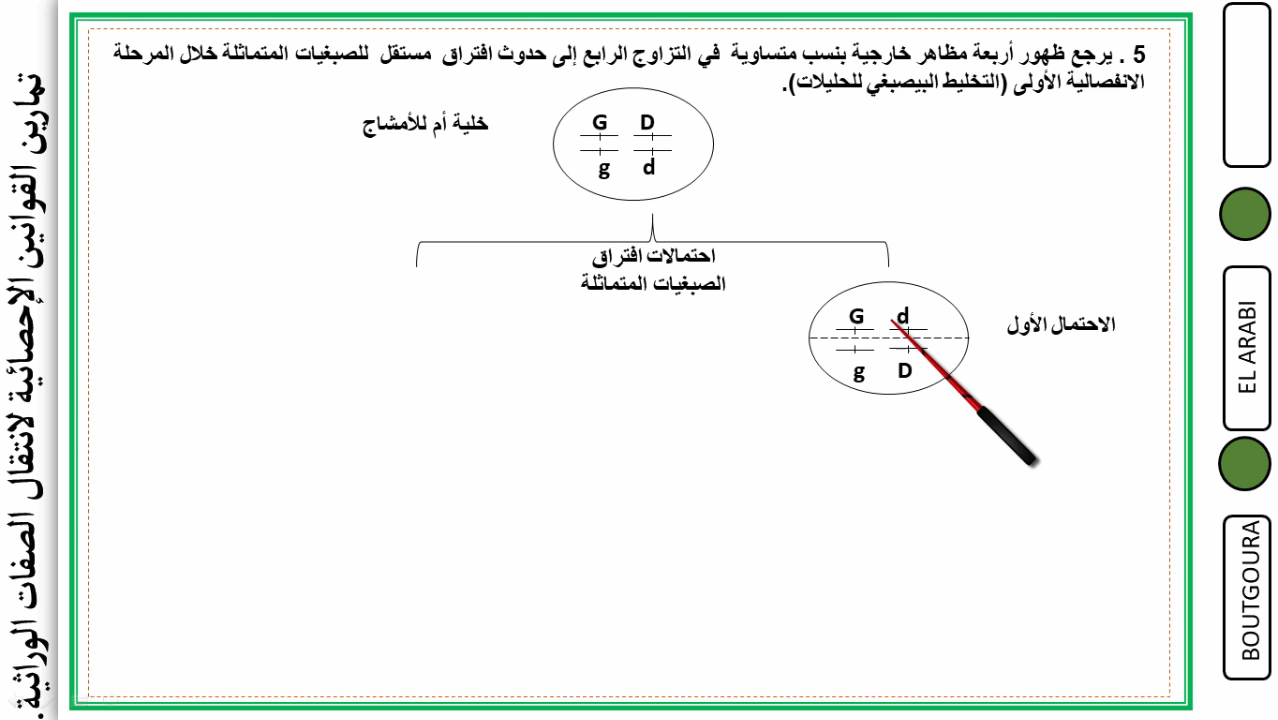 5 . يرجع ظهور أربعة مظاهر خارجية بنسب متساوية في التزاوج الرابع إلى حدوث افتراق مستقل للصبغيات المتماثلة خلال المرحلة
الانفصالية الأولى (التخليط البيصبغي للحليلات).
خلية أم للأمشاج
G D
g d
احتمالات افتراق
الصبغيات المتماثلة
الاحتمال الأول
G d
g D
تمارين القوانين الإحصائية لانتقال الصفات الوراثية.
EL ARABI
BOUTGOURA